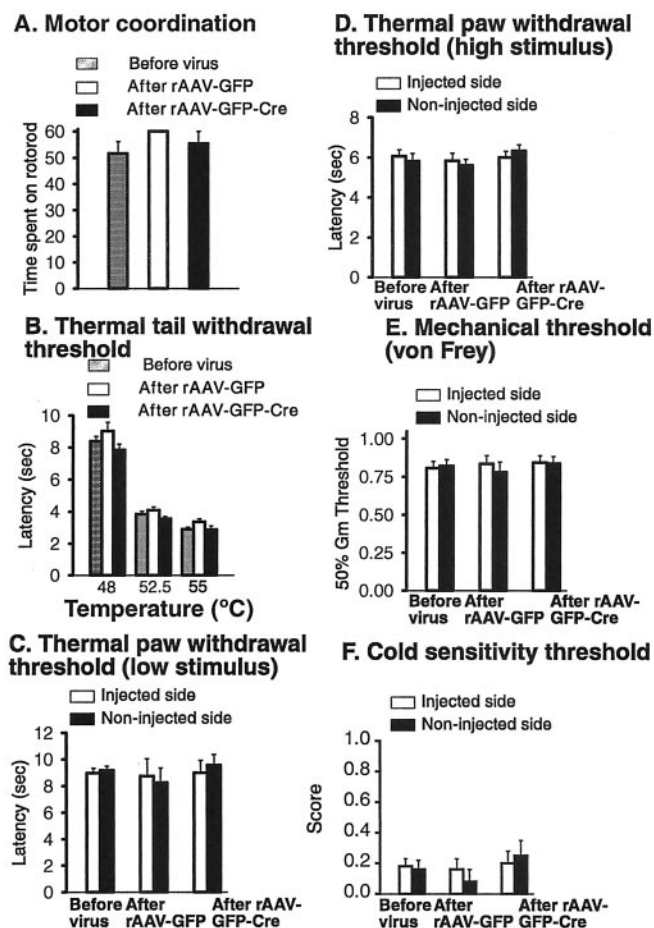 A. Motor coordination
Before virus
After rAAV-GFP
After rAAV-GFP-Cre
Time spent on rotorod
60
50
40
30
20
10
0
B. Thermal tail withdrawal
threshold
Before virus
After rAAV-GFP
After rAAV-GFP-Cre
Latency (sec)
10
8
6
4
2
0
48 52.5 55
Temperature (°C)
C. Thermal paw withdrawal
threshold (low stimulus)
Injected side
Non-injected side
Latency (sec)
12
10
8
6
4
2
0
Before After After rAAV-
virus rAAV-GFP GFP-Cre
D. Thermal paw withdrawal
threshold (high stimulus)
Injected side
Non-injected side
Latency (sec)
8
6
4
2
0
Before After After rAAV-
virus rAAV-GFP GFP-Cre
E. Mechanical threshold
(von Frey)
Injected side
Non-injected side
50% Gm Threshold
1.00
0.75
0.50
0.25
0.00
Before After After rAAV-
virus rAAV-GFP GFP-Cre
F. Cold sensitivity threshold
Injected side
Non-injected side
Score
1.0
0.8
0.6
0.4
0.2
0.0
Before After After rAAV-
virus rAAV-GFP GFP-Cre